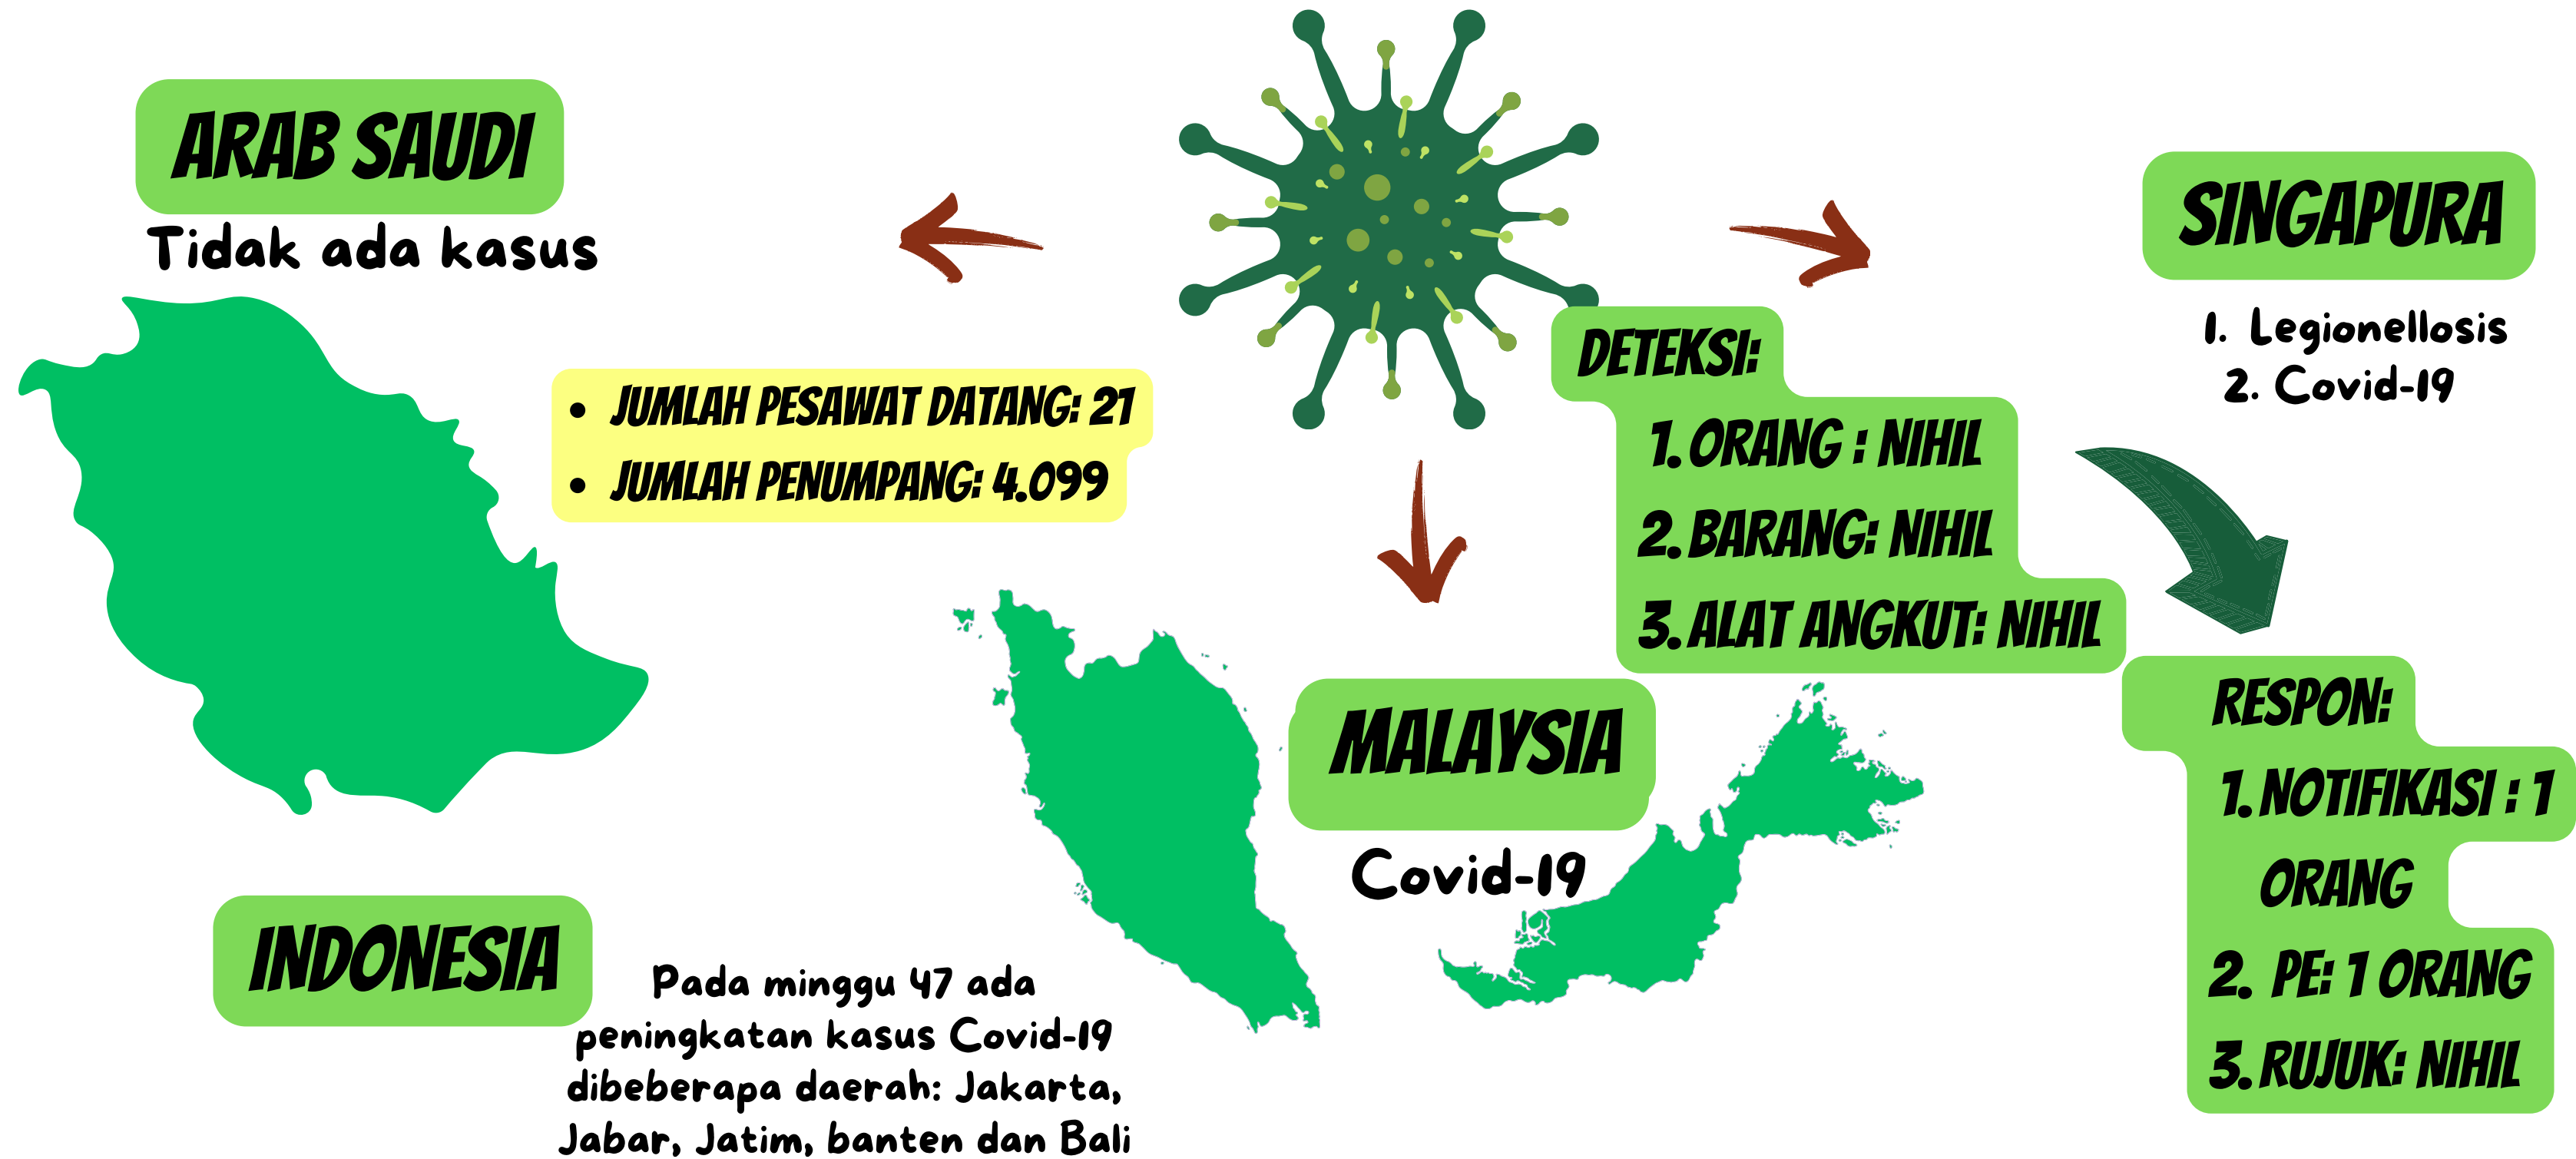 ARAB SAUDI
Tidak ada kasus
SINGAPURA
1. Legionellosis
2. Covid-19
• JUMLAH PESAWAT DATANG: 21
• JUMLAH PENUMPANG: 4.099
DETEKSI:
1. ORANG : NIHIL
2. BARANG: NIHIL
3. ALAT ANGKUT: NIHIL
MALAYSIA
Covid-19
RESPON:
1. NOTIFIKASI : 1
ORANG
2. PE: 1 ORANG
3. RUJUK: NIHIL
INDONESIA
Pada minggu 47 ada
peningkatan kasus Covid-19
dibeberapa daerah: Jakarta,
Jabar, Jatim, banten dan Bali